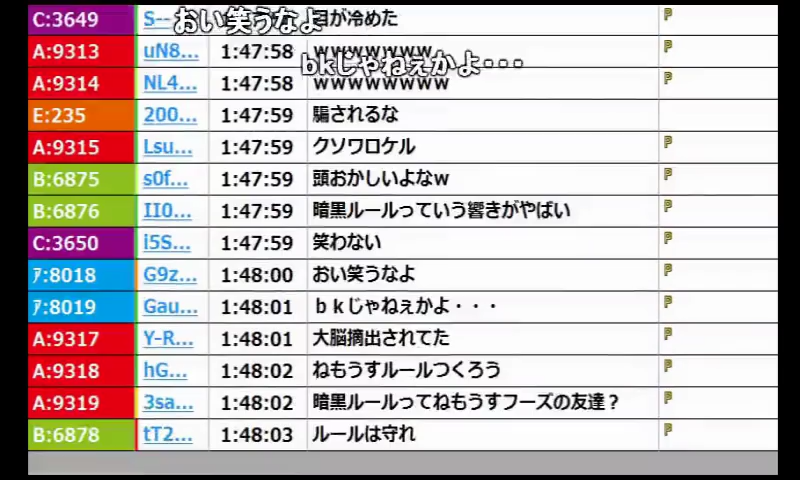 C:3649 S-- 目が冷めた P
おい笑うなよ
A:9313 uN8... 1:47:58 wwwwwwww P
bkじゃねぇかよ・・・
A:9314 NL4... 1:47:58 wwwwwwwww P
E:235 200... 1:47:59 騙されるな
A:9315 Lsu... 1:47:59 クソワロケル P
B:6875 s0f... 1:47:59 頭おかしいよなw P
B:6876 II0... 1:47:59 暗黒ルールっていう響きがやばい P
C:3650 i5S... 1:47:59 笑わない P
ｱ:8018 G9z... 1:48:00 おい笑うなよ P
ｱ:8019 Gau... 1:48:01 ｂｋじゃねぇかよ・・・ P
A:9317 Y-R... 1:48:01 大脳摘出されてた P
A:9318 hG... 1:48:02 ねもうすルールつくろう P
A:9319 3sa... 1:48:02 暗黒ルールってねもうすフーズの友達？ P
B:6878 tT2... 1:48:03 ルールは守れ P